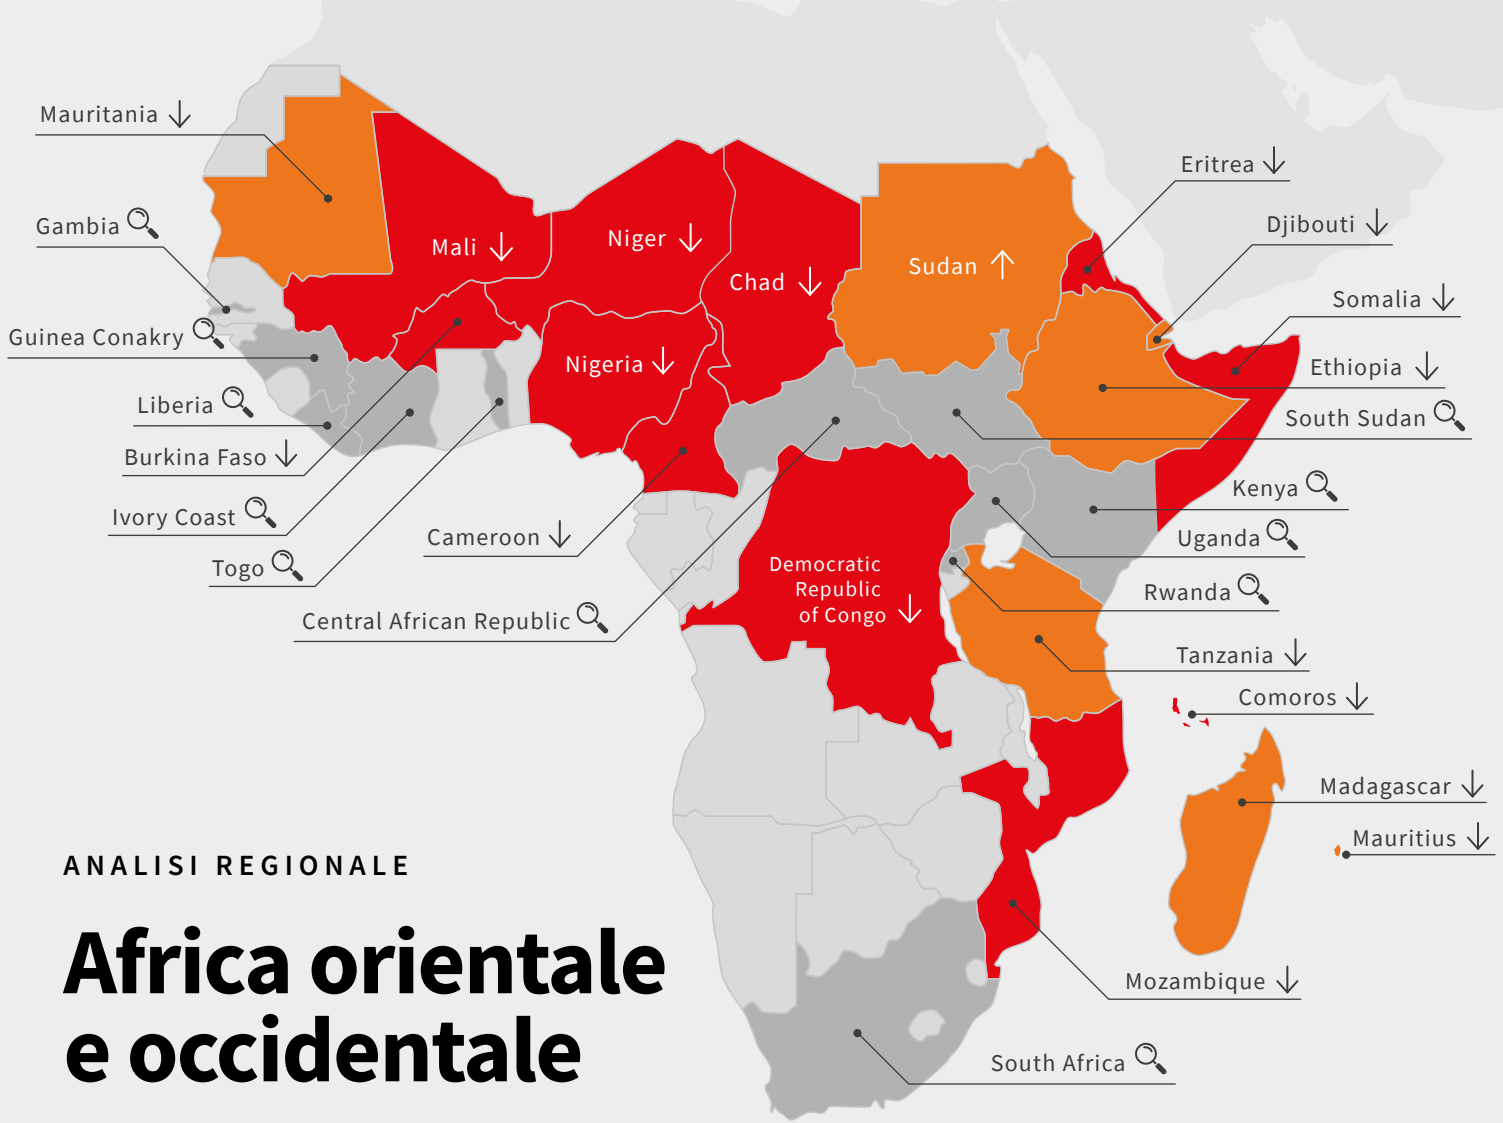 Mauritania
Gambia
Guinea Conakry
Liberia
Burkina Faso
Ivory Coast
Togo
Cameroon
Central African Republic
Mali
Niger
Chad
Nigeria
Sudan
Democratic
Republic
of Congo
Eritrea
Djibouti
Somalia
Ethiopia
South Sudan
Kenya
Uganda
Rwanda
Tanzania
Comoros
Madagascar
Mauritius
Mozambique
South Africa
ANALISI REGIONALE
Africa orientale
e occidentale